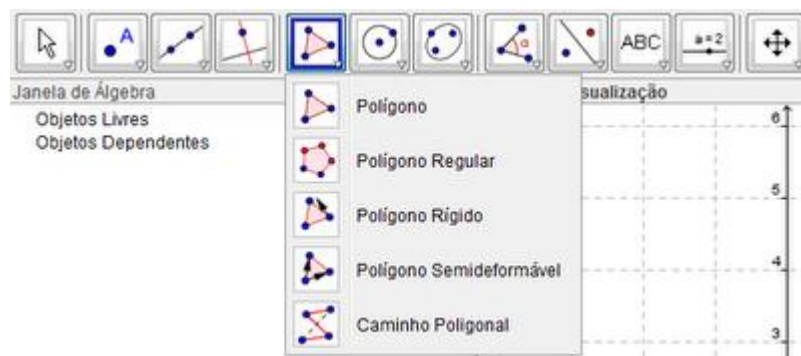 A
α
ABC
a=2
Janela de Álgebra
sualização
Objetos Livres
Objetos Dependentes
Polígono
Polígono Regular
Polígono Rígido
Polígono Semideformável
Caminho Poligonal
6
5
4
3